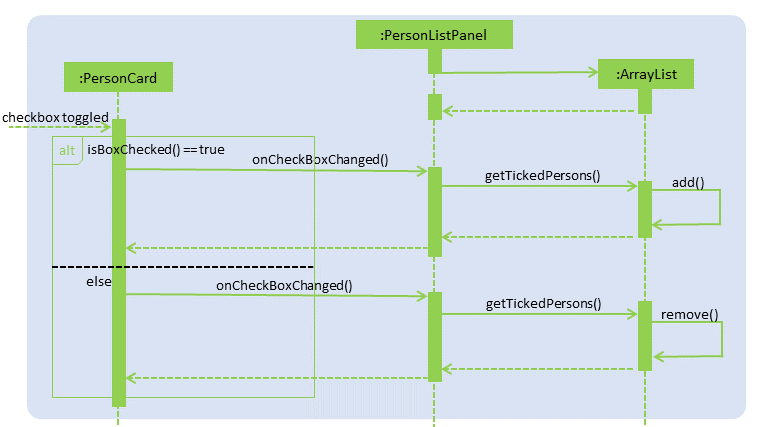 :PersonListPanel
:PersonCard
:ArrayList
checkbox toggled
alt
isBoxChecked() == true
onCheckBoxChanged()
getTickedPersons()
add()
else
onCheckBoxChanged()
getTickedPersons()
remove()